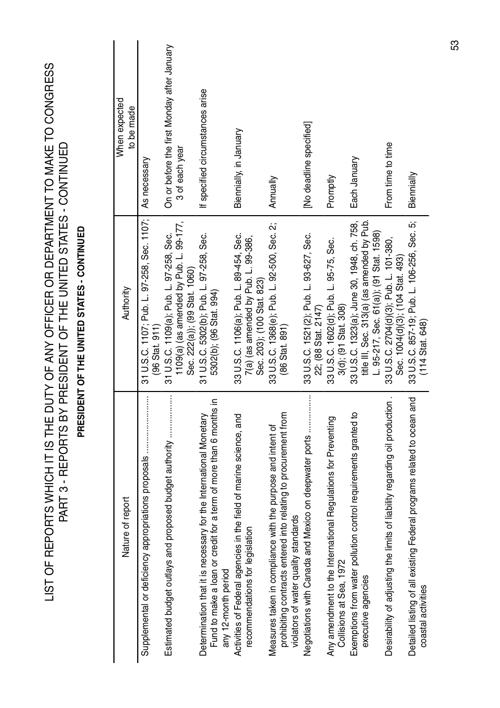 LIST OF REPORTS WHICH IT IS THE DUTY OF ANY OFFICER OR DEPARTMENT TO MAKE TO CONGRESS
PART 3 - REPORTS BY PRESIDENT OF THE UNITED STATES - CONTINUED
PRESIDENT OF THE UNITED STATES - CONTINUED
Nature of report
Authority
When expected
to be made
Supplemental or deficiency appropriations proposals ......................
31 U.S.C. 1107; Pub. L. 97-258, Sec. 1107;
(96 Stat. 911)
As necessary
Estimated budget outlays and proposed budget authority .................
31 U.S.C. 1109(a); Pub. L. 97-258, Sec.
1109(a) (as amended by Pub. L. 99-177,
Sec. 222(a)); (99 Stat. 1060)
On or before the first Monday after January
3 of each year
Determination that it is necessary for the International Monetary
Fund to make a loan or credit for a term of more than 6 months in
any 12-month period
31 U.S.C. 5302(b); Pub. L. 97-258, Sec.
5302(b); (96 Stat. 994)
If specified circumstances arise
Activities of Federal agencies in the field of marine science, and
recommendations for legislation
33 U.S.C. 1106(a); Pub. L. 89-454, Sec.
7(a) (as amended by Pub. L. 99-386,
Sec. 203); (100 Stat. 823)
Biennially, in January
Measures taken in compliance with the purpose and intent of
prohibiting contracts entered into relating to procurement from
violators of water quality standards
33 U.S.C. 1368(e); Pub. L. 92-500, Sec. 2;
(86 Stat. 891)
Annually
Negotiations with Canada and Mexico on deepwater ports ..............
33 U.S.C. 1521(2); Pub. L. 93-627, Sec.
22; (88 Stat. 2147)
[No deadline specified]
Any amendment to the International Regulations for Preventing
Collisions at Sea, 1972
33 U.S.C. 1602(d); Pub. L. 95-75, Sec.
3(d); (91 Stat. 308)
Promptly
Exemptions from water pollution control requirements granted to
executive agencies
33 U.S.C. 1323(a); June 30, 1948, ch. 758,
title III, Sec. 313(a) (as amended by Pub.
L. 95-217, Sec. 61(a)); (91 Stat. 1598)
Each January
Desirability of adjusting the limits of liability regarding oil production .
33 U.S.C. 2704(d)(3); Pub. L. 101-380,
Sec. 1004(d)(3); (104 Stat. 493)
From time to time
Detailed listing of all existing Federal programs related to ocean and
coastal activities
33 U.S.C. 857-19; Pub. L. 106-256, Sec. 5;
(114 Stat. 648)
Biennially
53